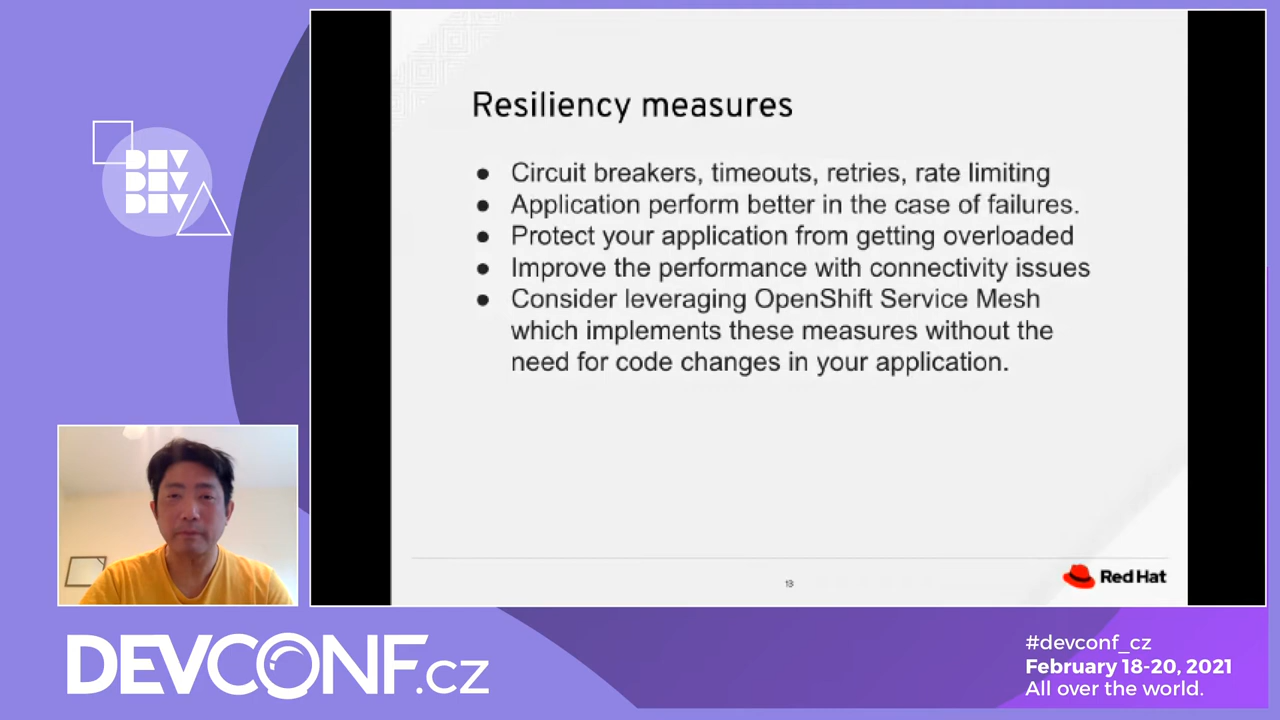 Resiliency measures
● Circuit breakers, timeouts, retries, rate limiting
● Application perform better in the case of failures.
● Protect your application from getting overloaded
● Improve the performance with connectivity issues
● Consider leveraging OpenShift Service Mesh
which implements these measures without the
need for code changes in your application.
13
Red Hat
DEV
DEV
DEV
DEVCONF.cz
#devconf_cz
February 18-20, 2021
All over the world.